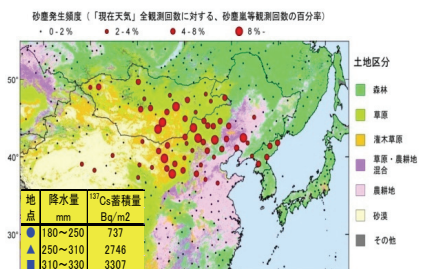 砂塵発生頻度(「現在天気」全観測回数に対する、砂塵嵐等観測回数の百分率)
0-2% 2-4% 4-8% 8%-
土地区分
森林
草原
灌木草原
草原・農耕地
混合
農耕地
砂漠
その他
50°
40°
30°
地点 降水量 mm 137Cs蓄積量 Bq/m2
180~250 737
250~310 2746
310~330 3307